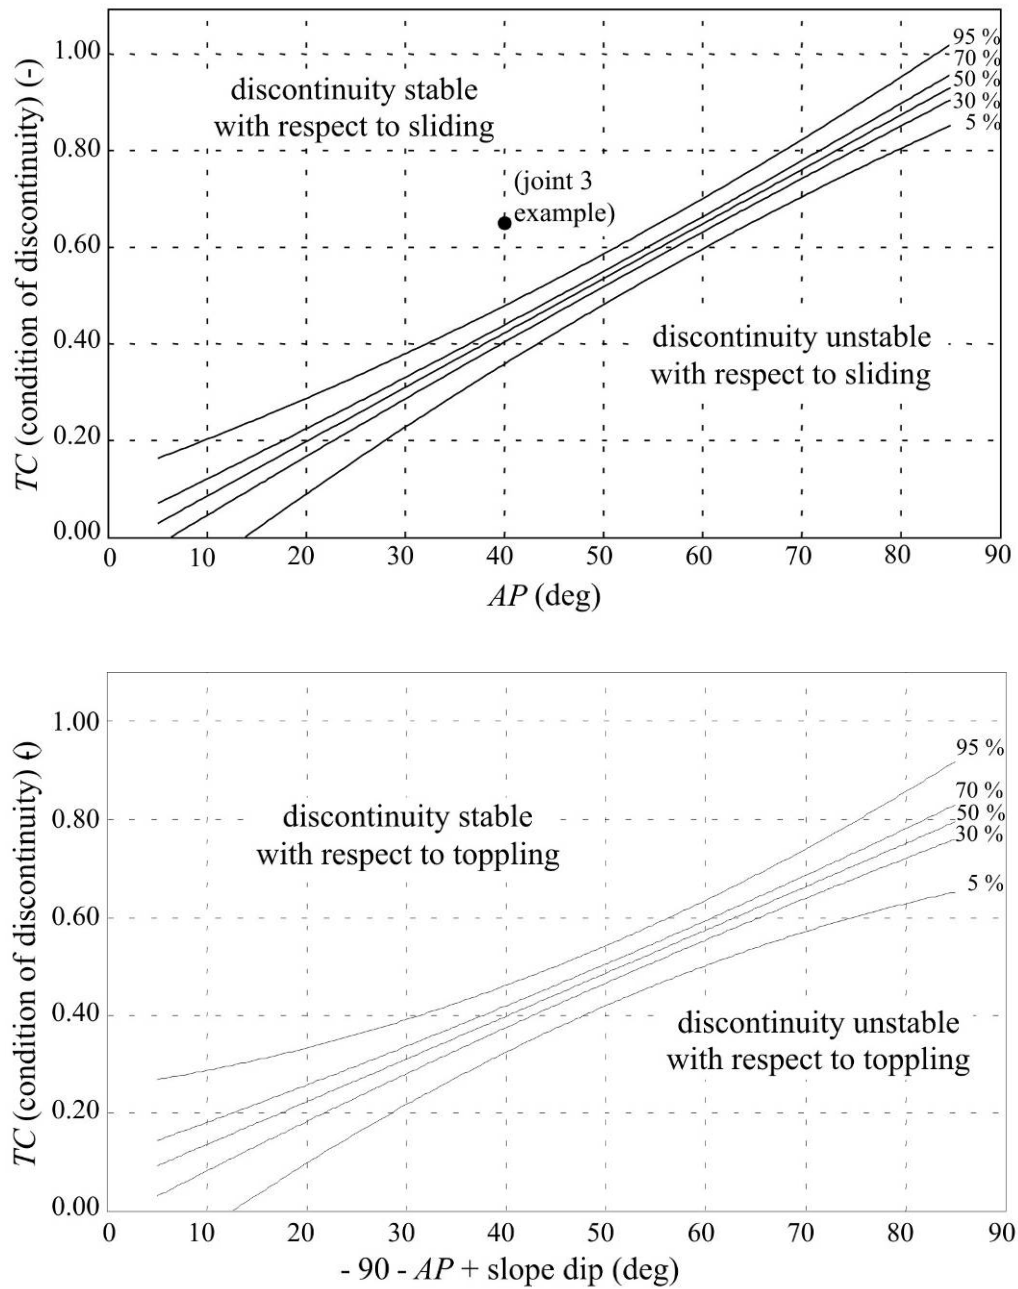 TC (condition of discontinuity) (-)
1.00
0.80
0.60
0.40
0.20
0.00
discontinuity stable
with respect to sliding
(joint 3
example)
95 %
70 %
50 %
30 %
5 %
discontinuity unstable
with respect to sliding
0 10 20 30 40 50 60 70 80 90
AP (deg)
TC (condition of discontinuity) (-)
1.00
0.80
0.60
0.40
0.20
0.00
discontinuity stable
with respect to toppling
95 %
70 %
50 %
30 %
5 %
discontinuity unstable
with respect to toppling
0 10 20 30 40 50 60 70 80 90
- 90 - AP + slope dip (deg)